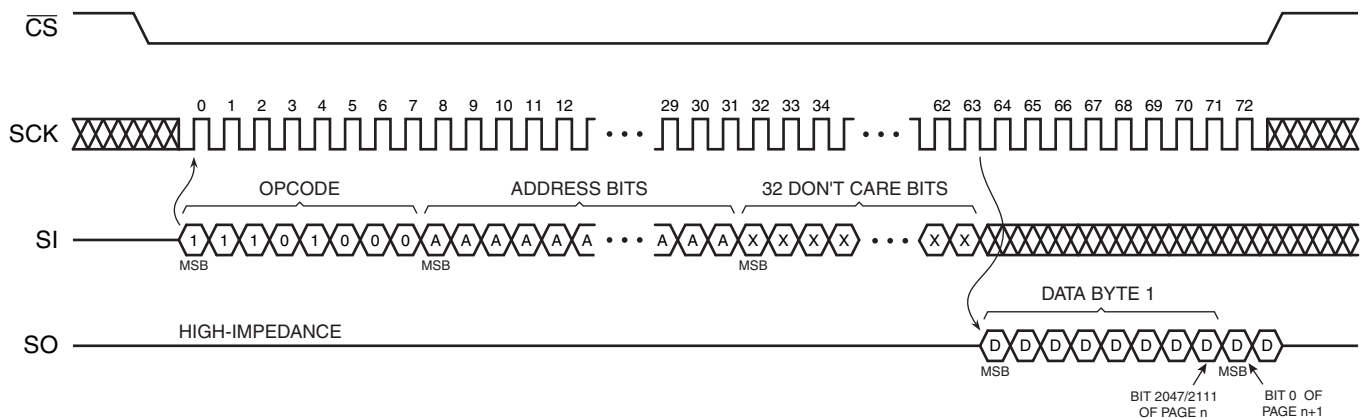 CS
0 1 2 3 4 5 6 7 8 9 10 11 12 29 30 31 32 33 34 62 63 64 65 66 67 68 69 70 71 72
SCK • • • • • •
OPCODE ADDRESS BITS 32 DON'T CARE BITS
SI 1 1 1 0 1 0 0 0 A A A A A A • • • A A A X X X X • • • X X
MSB MSB MSB
DATA BYTE 1
HIGH-IMPEDANCE
SO D D D D D D D D D D
MSB MSB
BIT 2047/2111
OF PAGE n
BIT 0 OF
PAGE n+1